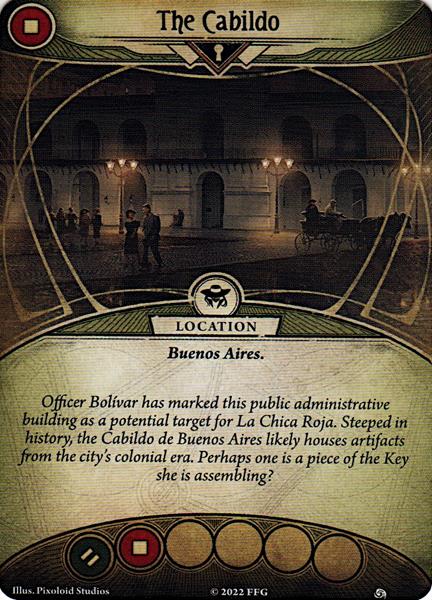 The Cabildo
LOCATION
Buenos Aires.
Officer Bolívar has marked this public administrative
building as a potential target for La Chica Roja. Steeped in
history, the Cabildo de Buenos Aires likely houses artifacts
from the city's colonial era. Perhaps one is a piece of the Key
she is assembling?
Illus. Pixoloid Studios
© 2022 FFG